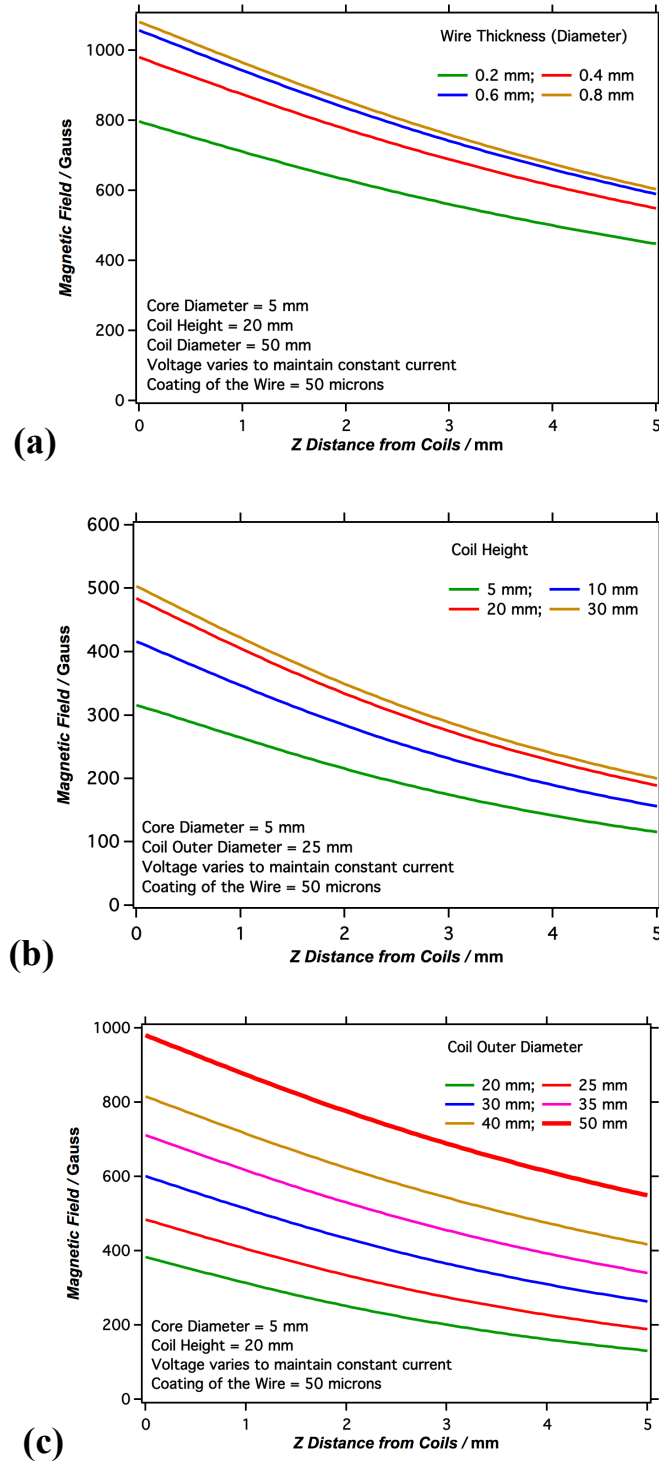 Wire Thickness (Diameter)
0.2 mm; 0.4 mm
0.6 mm; 0.8 mm
1000
800
600
400
200
0
Magnetic Field / Gauss
Core Diameter = 5 mm
Coil Height = 20 mm
Coil Diameter = 50 mm
Voltage varies to maintain constant current
Coating of the Wire = 50 microns
0 1 2 3 4 5
Z Distance from Coils / mm
(a)
Coil Height
5 mm; 10 mm
20 mm; 30 mm
600
500
400
300
200
100
0
Magnetic Field / Gauss
Core Diameter = 5 mm
Coil Outer Diameter = 25 mm
Voltage varies to maintain constant current
Coating of the Wire = 50 microns
0 1 2 3 4 5
Z Distance from Coils / mm
(b)
Coil Outer Diameter
20 mm; 25 mm
30 mm; 35 mm
40 mm; 50 mm
1000
800
600
400
200
0
Magnetic Field / Gauss
Core Diameter = 5 mm
Coil Height = 20 mm
Voltage varies to maintain constant current
Coating of the Wire = 50 microns
0 1 2 3 4 5
Z Distance from Coils / mm
(c)